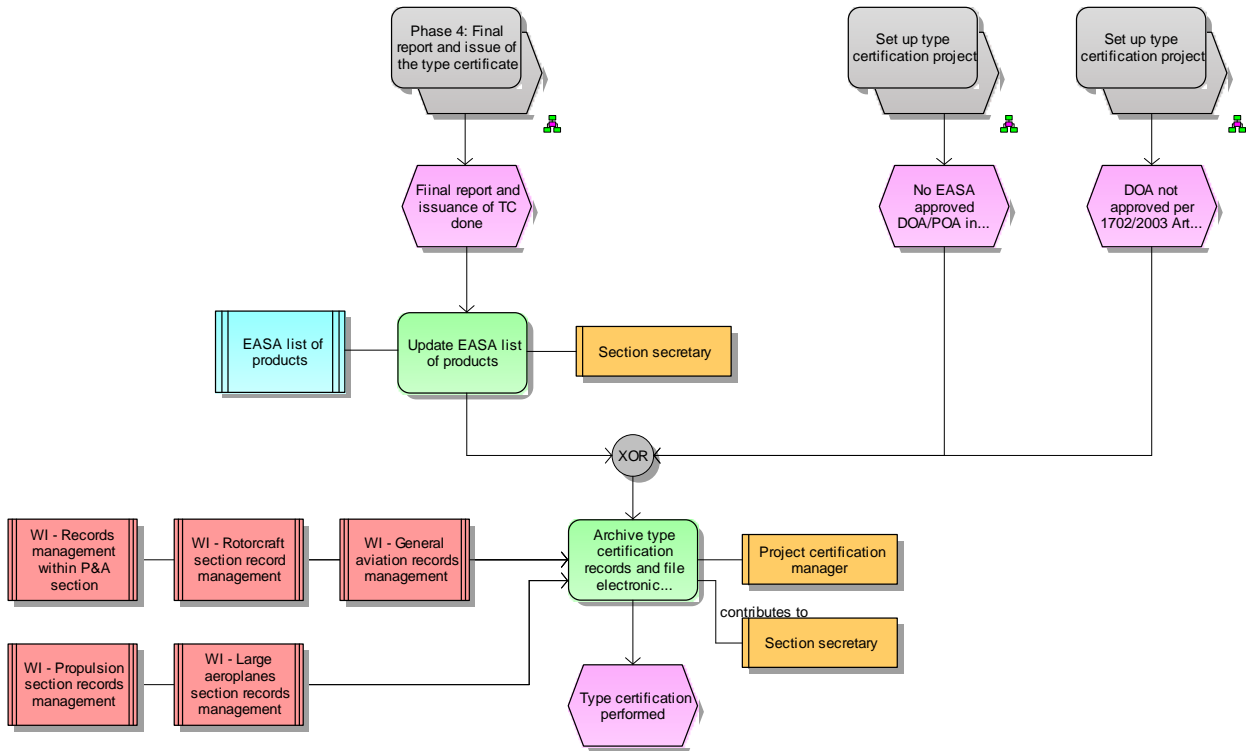 Phase 4: Final
report and issue of
the type certificate
Set up type
certification project
Set up type
certification project
Fiinal report and
issuance of TC
done
No EASA
approved
DOA/POA in...
DOA not
approved per
1702/2003 Art...
EASA list of
products
Update EASA list
of products
Section secretary
XOR
WI - Records
management
within P&A
section
WI - Rotorcraft
section record
management
WI - General
aviation records
management
Archive type
certification
records and file
electronic...
Project certification
manager
contributes to
Section secretary
WI - Propulsion
section records
management
WI - Large
aeroplanes
section records
management
Type certification
performed